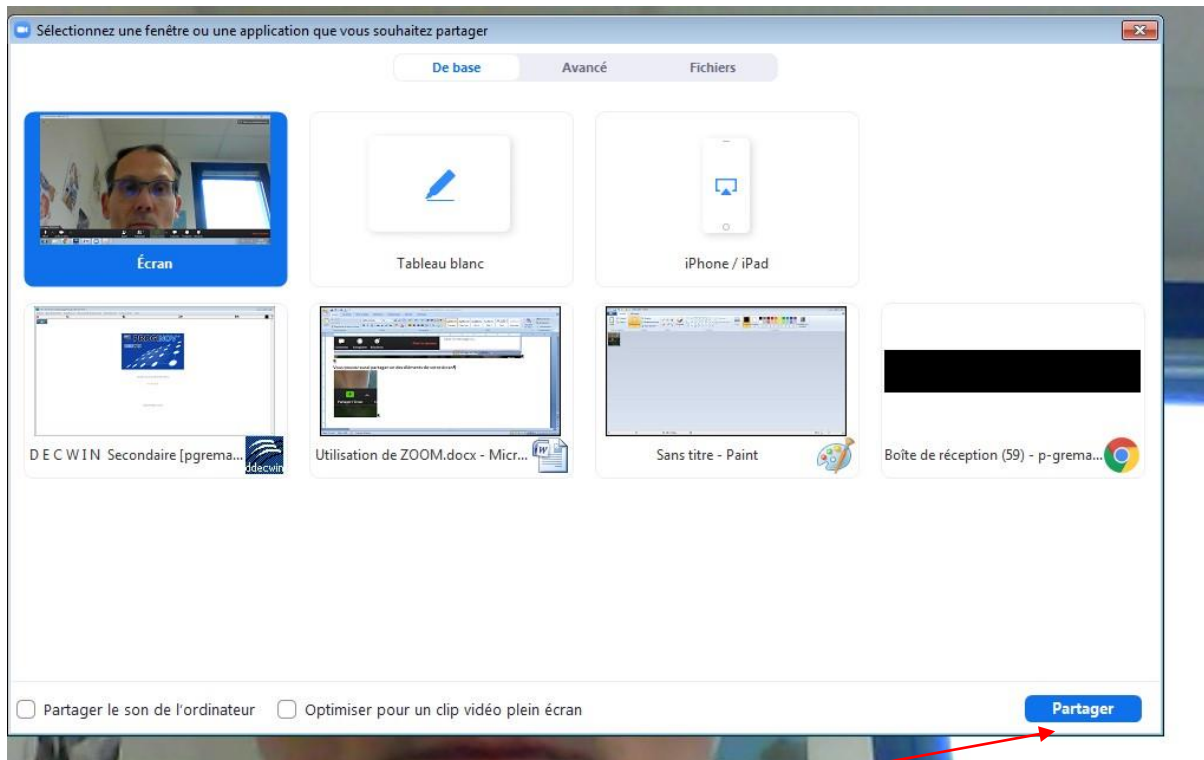 Sélectionnez une fenêtre ou une application que vous souhaitez partager
De base Avancé Fichiers
Écran Tableau blanc iPhone / iPad
D E C W I N Secondaire [pgrema... ddecwin Utilisation de ZOOM.docx - Micr... Sans titre - Paint Boîte de réception (59) - p-grema...
Partager le son de l'ordinateur Optimiser pour un clip vidéo plein écran Partager